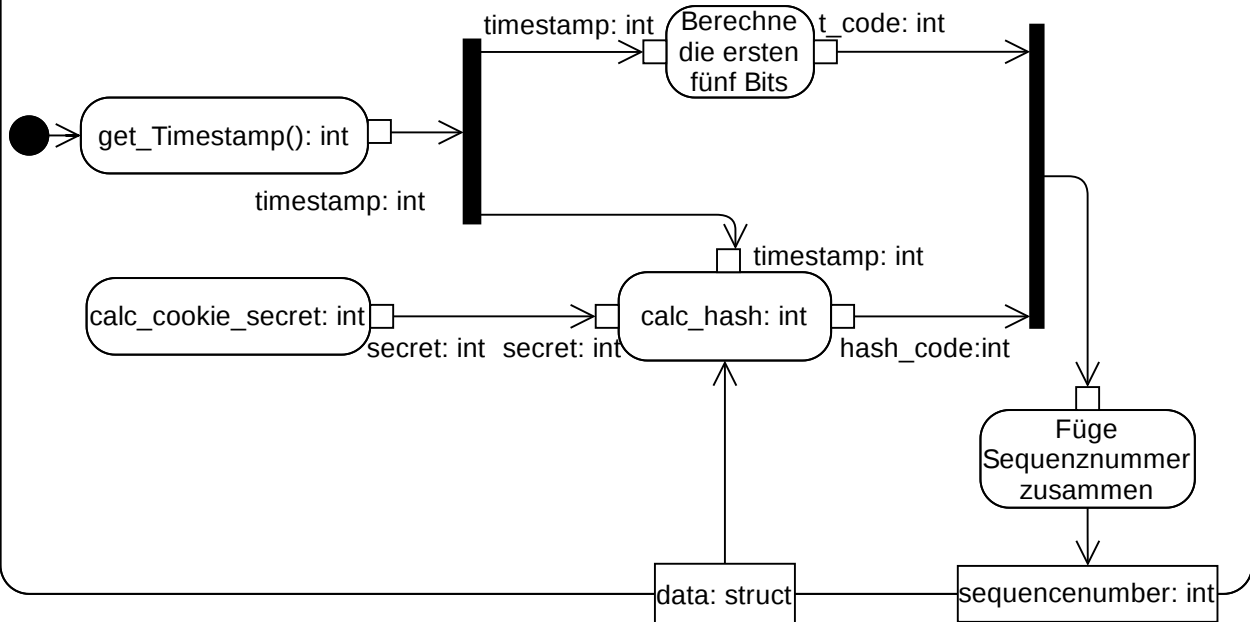 timestamp: int
Berechne
die ersten
fünf Bits
t_code: int
get_Timestamp(): int
timestamp: int
timestamp: int
calc_cookie_secret: int
secret: int
secret: int
calc_hash: int
hash_code:int
Füge
Sequenznummer
zusammen
data: struct
sequencenumber: int